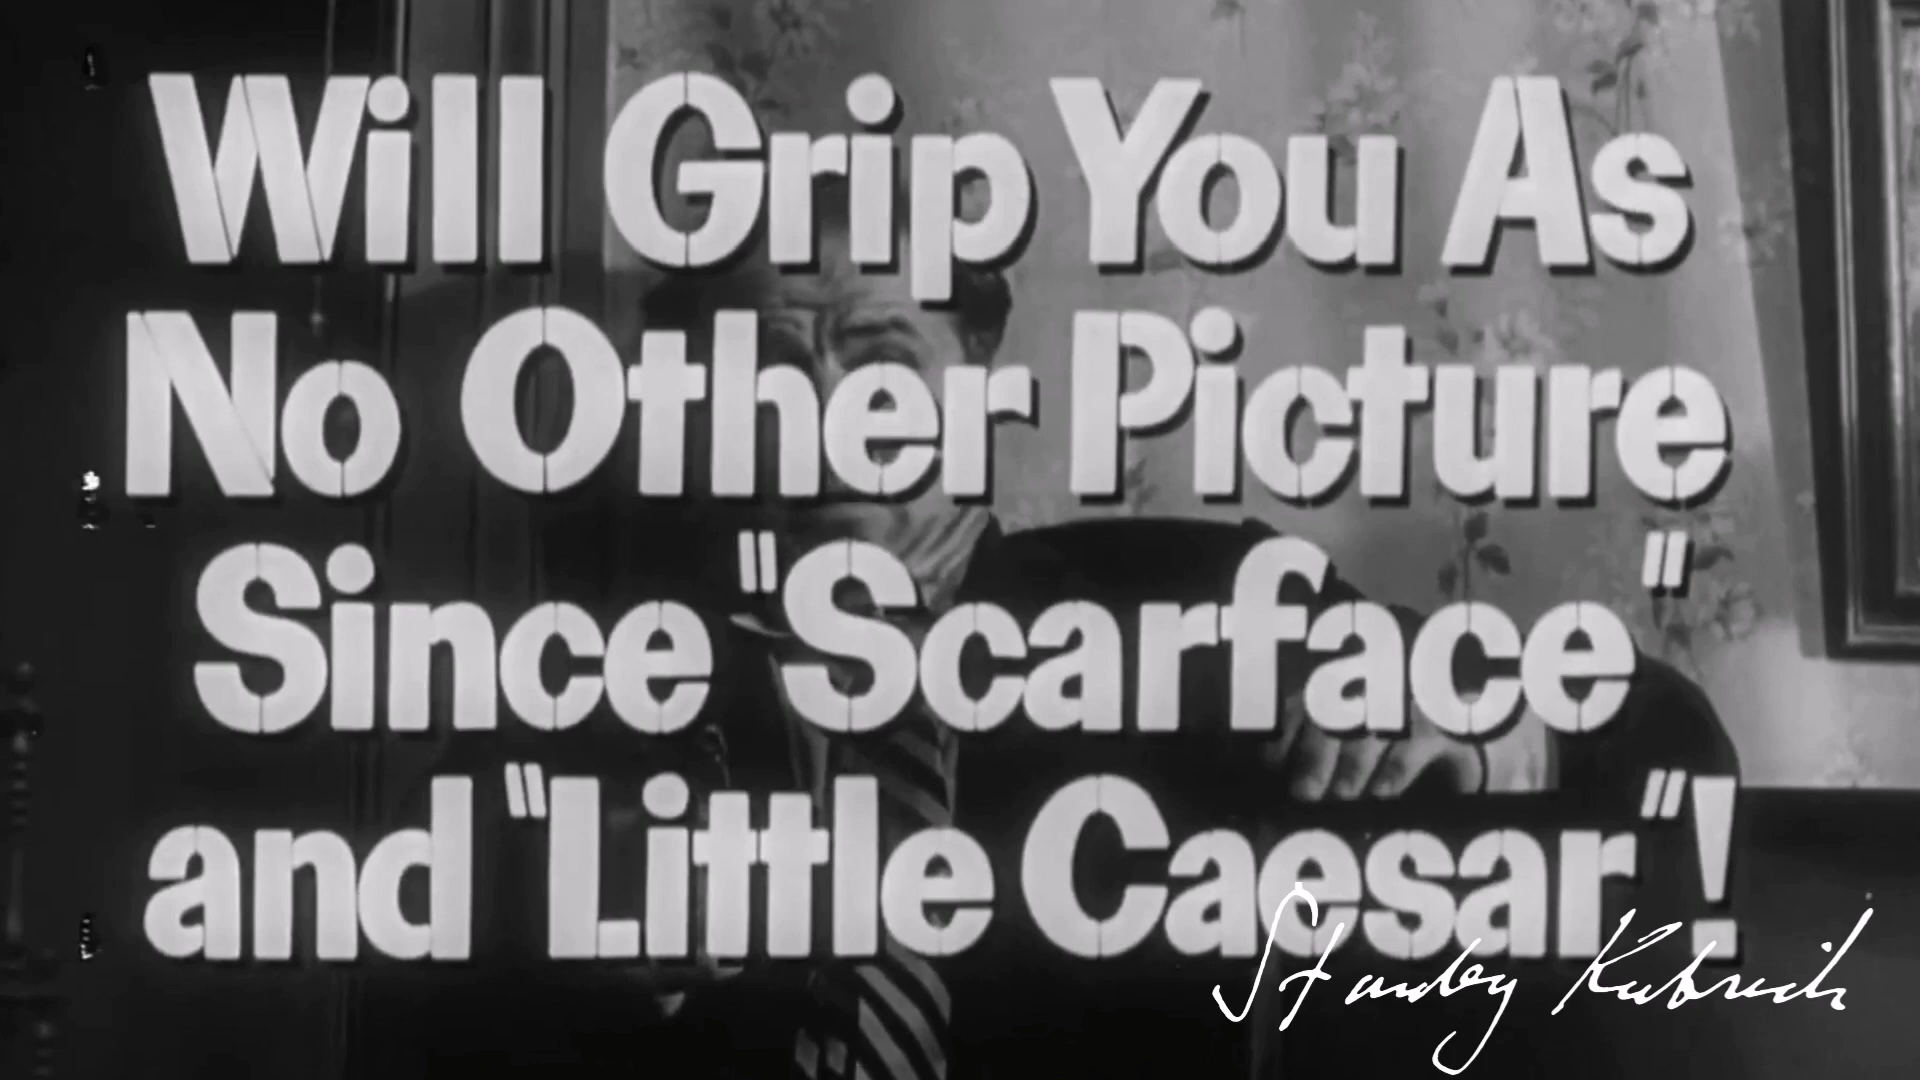 Will Grip You As
No Other Picture
Since "Scarface"
and "Little Caesar"!
Stanley Kubrick